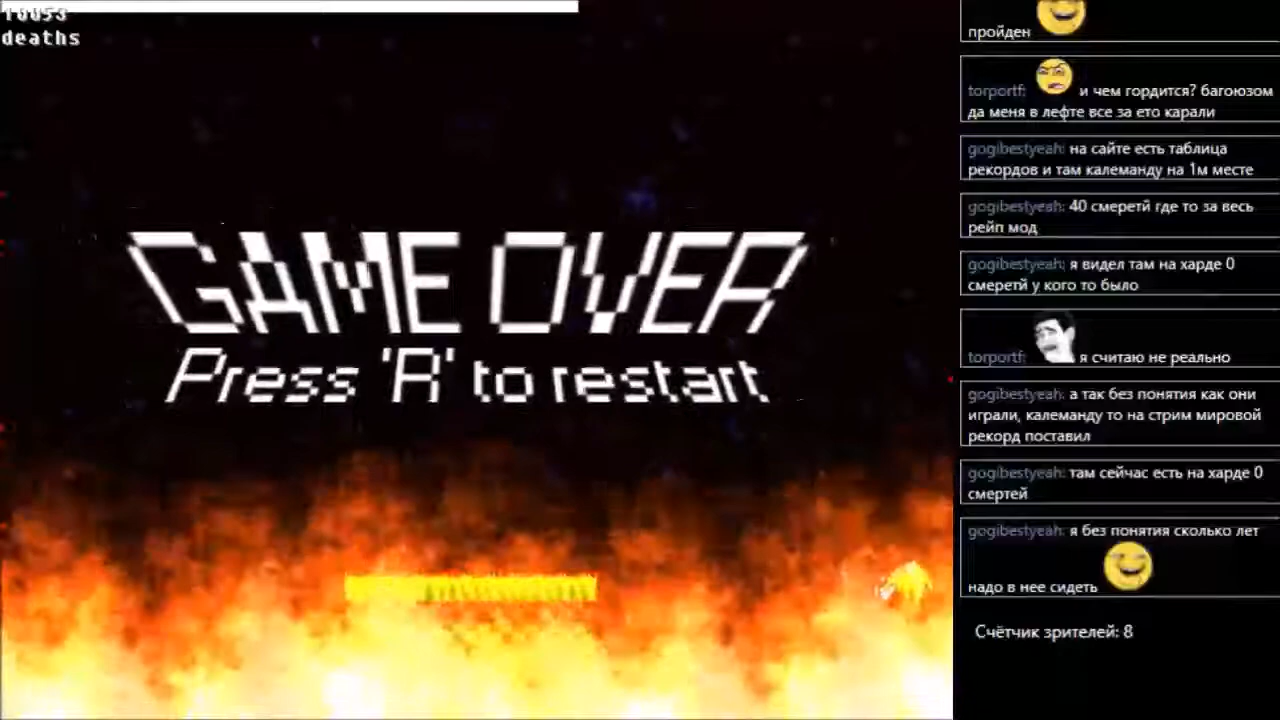 10053
deaths
GAME OVER
Press 'R' to restart
пройден
torportf: и чем гордится? багоюзом
да меня в лефте все за ето карали
gogibestyeah: на сайте есть таблица
рекордов и там калеманду на 1м месте
gogibestyeah: 40 смеретй где то за весь
рейп мод
gogibestyeah: я видел там на харде 0
смеретй у кого то было
torportf: я считаю не реально
gogibestyeah: а так без понятия как они
играли, калеманду то на стрим мировой
рекорд поставил
gogibestyeah: там сейчас есть на харде 0
смертей
gogibestyeah: я без понятия сколько лет
надо в нее сидеть
Счётчик зрителей: 8